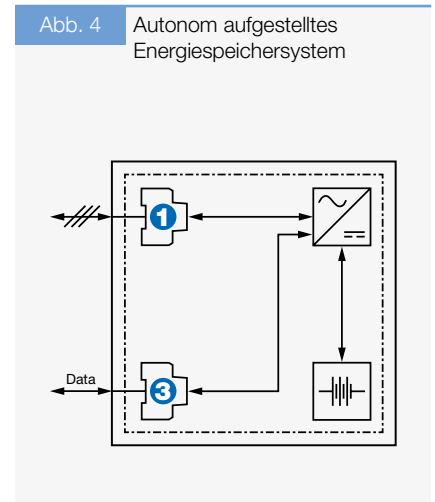 Abb. 4
Autonom aufgestelltes
Energiespeichersystem
1
Data
3